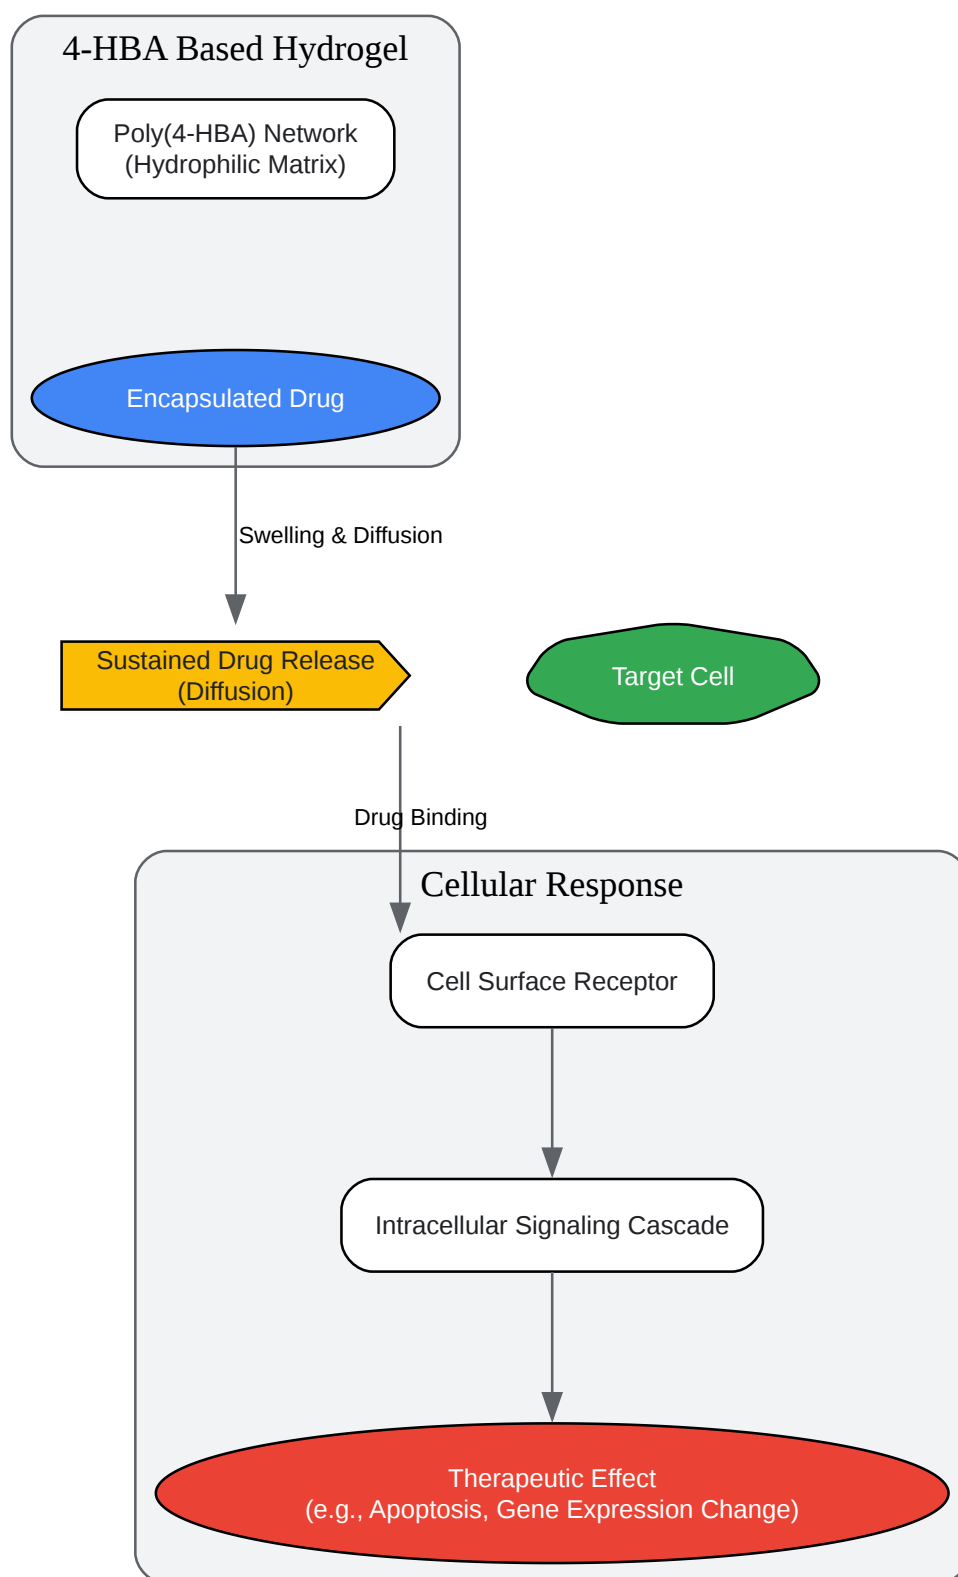 4-HBA Based Hydrogel
Poly(4-HBA) Network
(Hydrophilic Matrix)
Encapsulated Drug
Swelling & Diffusion
Sustained Drug Release
(Diffusion)
Target Cell
Drug Binding
Cellular Response
Cell Surface Receptor
Intracellular Signaling Cascade
Therapeutic Effect
(e.g., Apoptosis, Gene Expression Change)